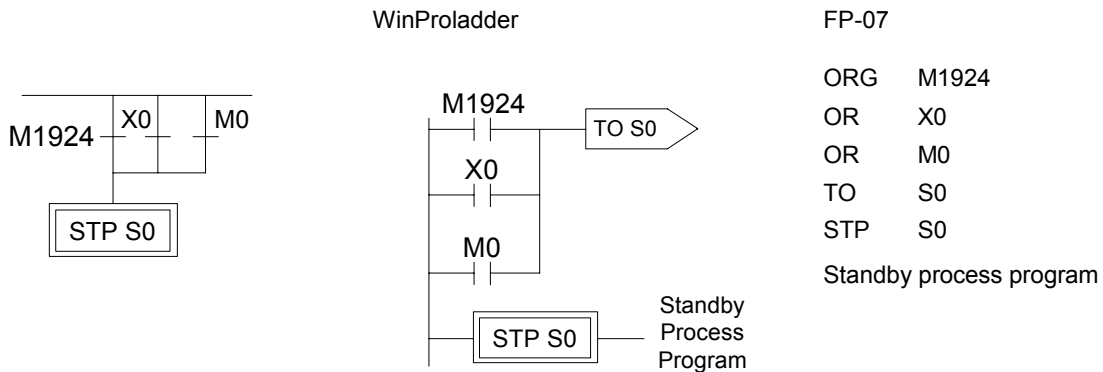 WinProladder
FP-07
M1924
X0
M0
STP S0
M1924
TO S0
X0
M0
STP S0
Standby
Process
Program
ORG M1924
OR X0
OR M0
TO S0
STP S0
Standby process program